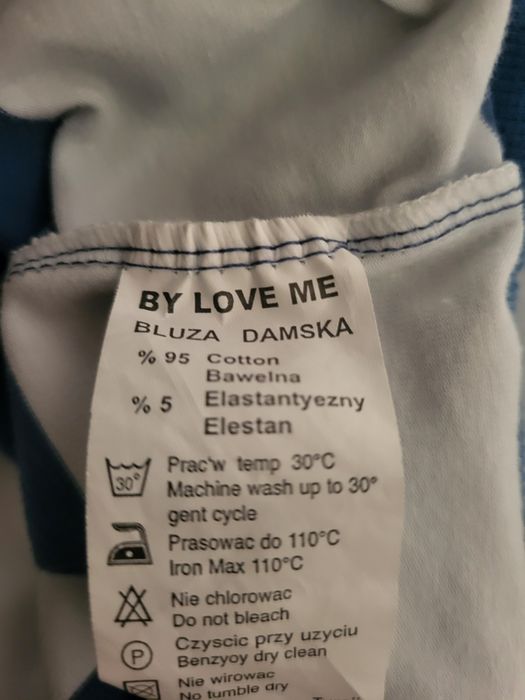 BY LOVE ME
BLUZA DAMSKA
% 95 Cotton
Bawelna
% 5 Elastantyezny
Elestan
30°
Prac'w temp 30°C
Machine wash up to 30°
gent cycle
Prasowac do 110°C
Iron Max 110°C
Nie chlorowac
Do not bleach
P
Czyscic przy uzyciu
Benzyoy dry clean
Nie wirowac
No tumble dry